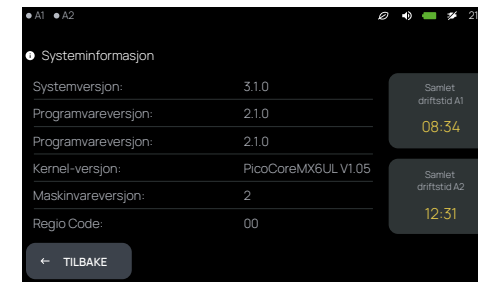 A1 A2 21
Systeminformasjon
Systemversjon: 3.1.0
Programvareversjon: 2.1.0
Programvareversjon: 2.1.0
Kernel-versjon: PicoCoreMX6UL V1.05
Maskinvareversjon: 2
Regio Code: 00
Samlet
driftstid A1
08:34
Samlet
driftstid A2
12:31
← TILBAKE